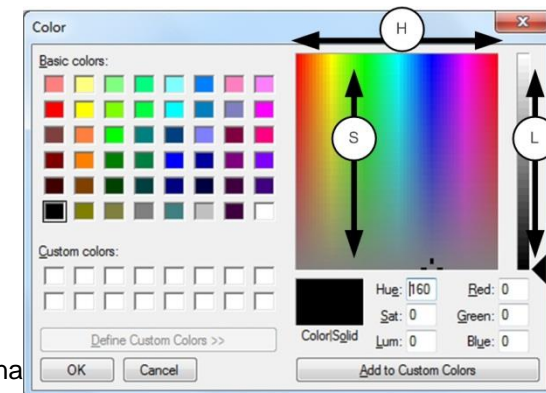 Color
H
Basic colors:
S
L
Custom colors:
Hue: 160
Red: 0
Sat: 0
Green: 0
Color|Solid
Lum: 0
Blue: 0
Define Custom Colors >>
na
OK
Cancel
Add to Custom Colors